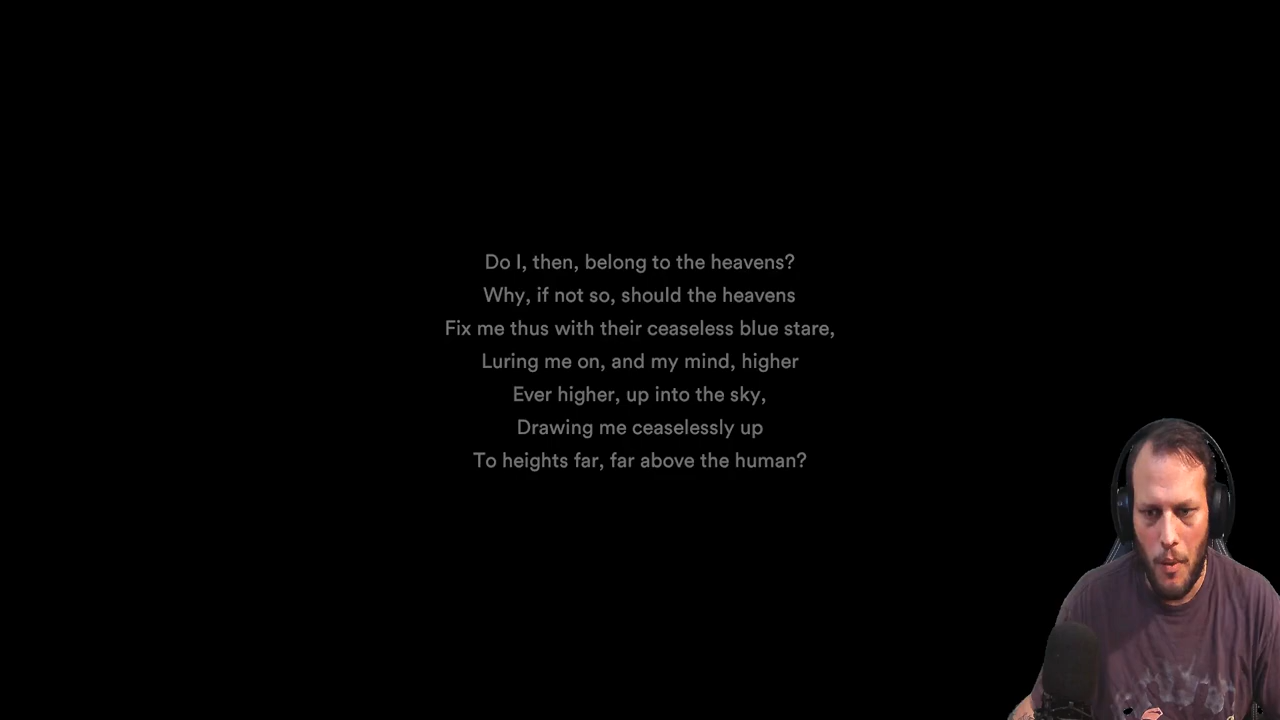 Do I, then, belong to the heavens?
Why, if not so, should the heavens
Fix me thus with their ceaseless blue stare,
Luring me on, and my mind, higher
Ever higher, up into the sky,
Drawing me ceaselessly up
To heights far, far above the human?